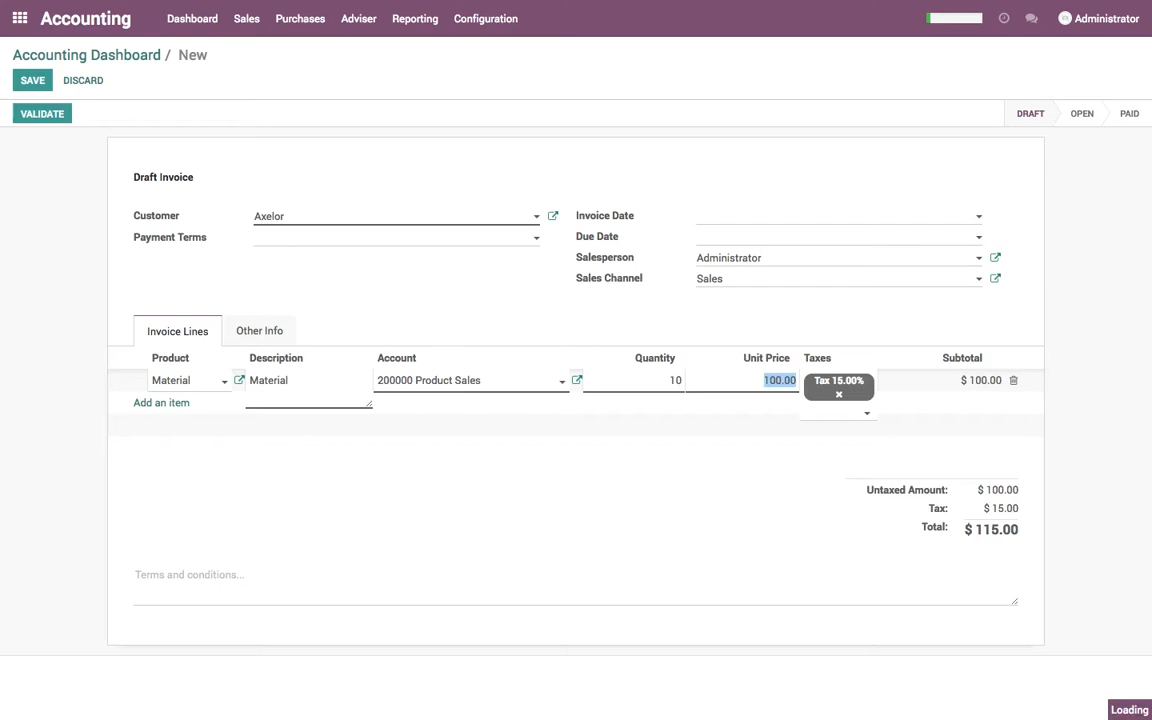 Accounting Dashboard Sales Purchases Adviser Reporting Configuration Administrator
Accounting Dashboard / New
SAVE DISCARD
VALIDATE DRAFT OPEN PAID
Draft Invoice
Customer Axelor Invoice Date
Payment Terms Due Date
Salesperson Administrator
Sales Channel Sales
Invoice Lines Other Info
Product Description Account Quantity Unit Price Taxes Subtotal
Material Material 200000 Product Sales 10 100.00 Tax 15.00% $ 100.00
Add an item
Untaxed Amount: $ 100.00
Tax: $ 15.00
Total: $ 115.00
Terms and conditions...
Loading